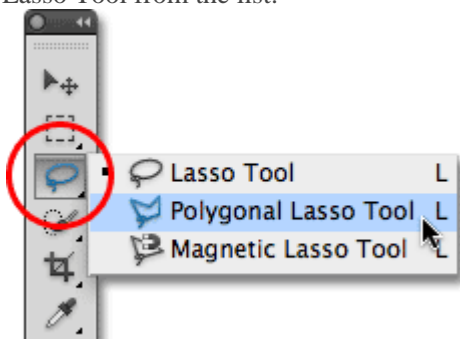 Lasso Tool from the list.
Lasso Tool L
Polygonal Lasso Tool L
Magnetic Lasso Tool L